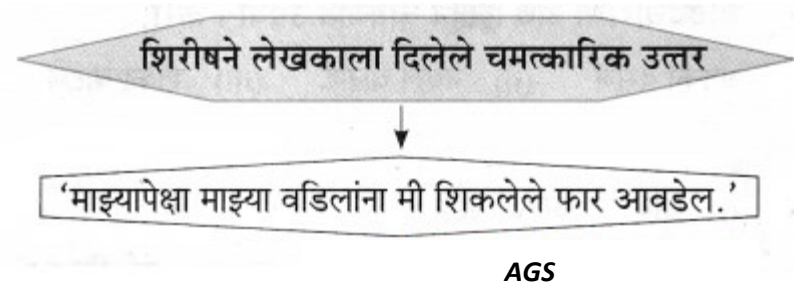 शिरीषने लेखकाला दिलेले चमत्कारिक उत्तर
‘माझ्यापेक्षा माझ्या वडिलांना मी शिकलेले फार आवडेल.’
AGS